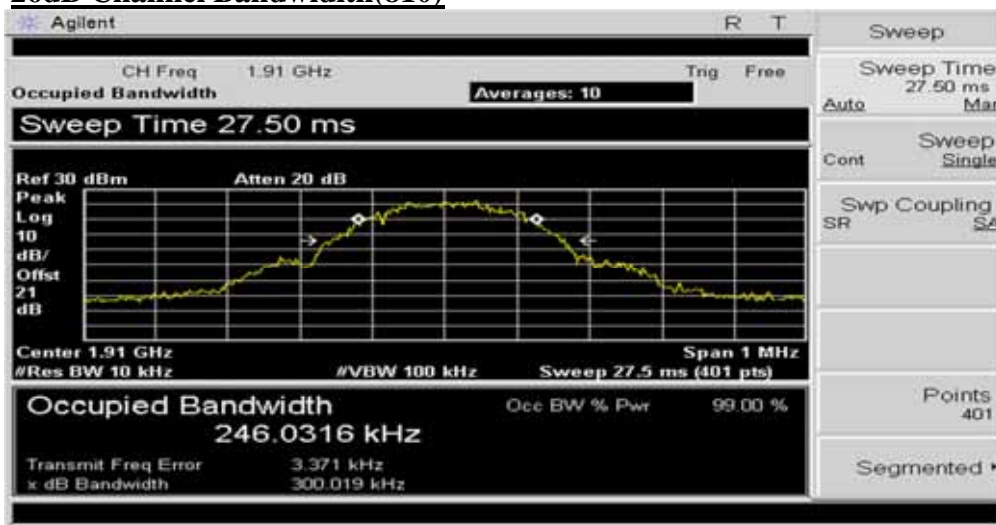 Agilent R T
CH Freq 1.91 GHz Trig Free
Occupied Bandwidth Averages: 10
Sweep Time 27.50 ms
Ref 30 dBm Atten 20 dB
Peak
Log
10
dB/
Offst
21
dB
Center 1.91 GHz Span 1 MHz
#Res BW 10 kHz #VBW 100 kHz Sweep 27.5 ms (401 pts)
Occupied Bandwidth Occ BW % Pwr 99.00 %
246.0316 kHz
Transmit Freq Error 3.371 kHz
x dB Bandwidth 300.019 kHz
Sweep
Sweep Time
27.50 ms
Auto Man
Sweep
Cont Single
Swp Coupling
SR SA
Points
401
Segmented